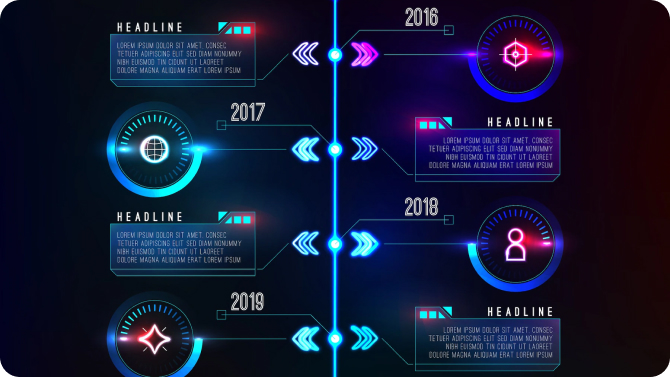 2016
HEADLINE
LOREM IPSUM DOLOR SIT AMET, CONSEC
TETUER ADIPISCING ELIT SED DIAM NONUMMY
NIBH EUISMOD TIN CIDUNT UT LAOREET
DOLORE MAGNA ALIQUAM ERAT VOLUTPAT IPSUM
2017
HEADLINE
LOREM IPSUM DOLOR SIT AMET, CONSEC
TETUER ADIPISCING ELIT SED DIAM NONUMMY
NIBH EUISMOD TIN CIDUNT UT LAOREET
DOLORE MAGNA ALIQUAM ERAT VOLUTPAT IPSUM
2018
HEADLINE
LOREM IPSUM DOLOR SIT AMET, CONSEC
TETUER ADIPISCING ELIT SED DIAM NONUMMY
NIBH EUISMOD TIN CIDUNT UT LAOREET
DOLORE MAGNA ALIQUAM ERAT VOLUTPAT IPSUM
2019
HEADLINE
LOREM IPSUM DOLOR SIT AMET, CONSEC
TETUER ADIPISCING ELIT SED DIAM NONUMMY
NIBH EUISMOD TIN CIDUNT UT LAOREET
DOLORE MAGNA ALIQUAM ERAT VOLUTPAT IPSUM